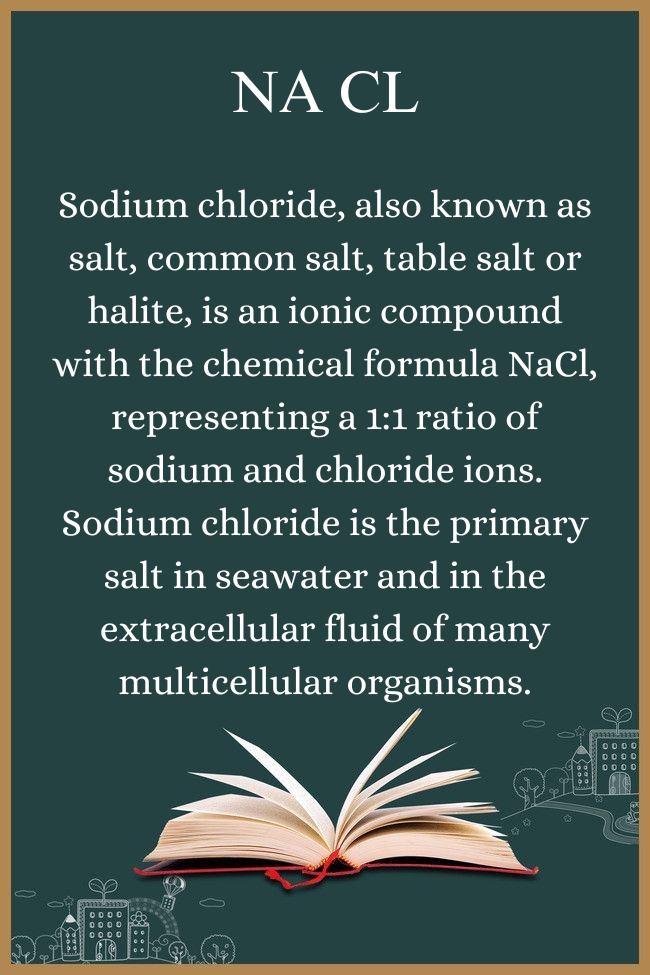 NA CL
Sodium chloride, also known as
salt, common salt, table salt or
halite, is an ionic compound
with the chemical formula NaCl,
representing a 1:1 ratio of
sodium and chloride ions.
Sodium chloride is the primary
salt in seawater and in the
extracellular fluid of many
multicellular organisms.